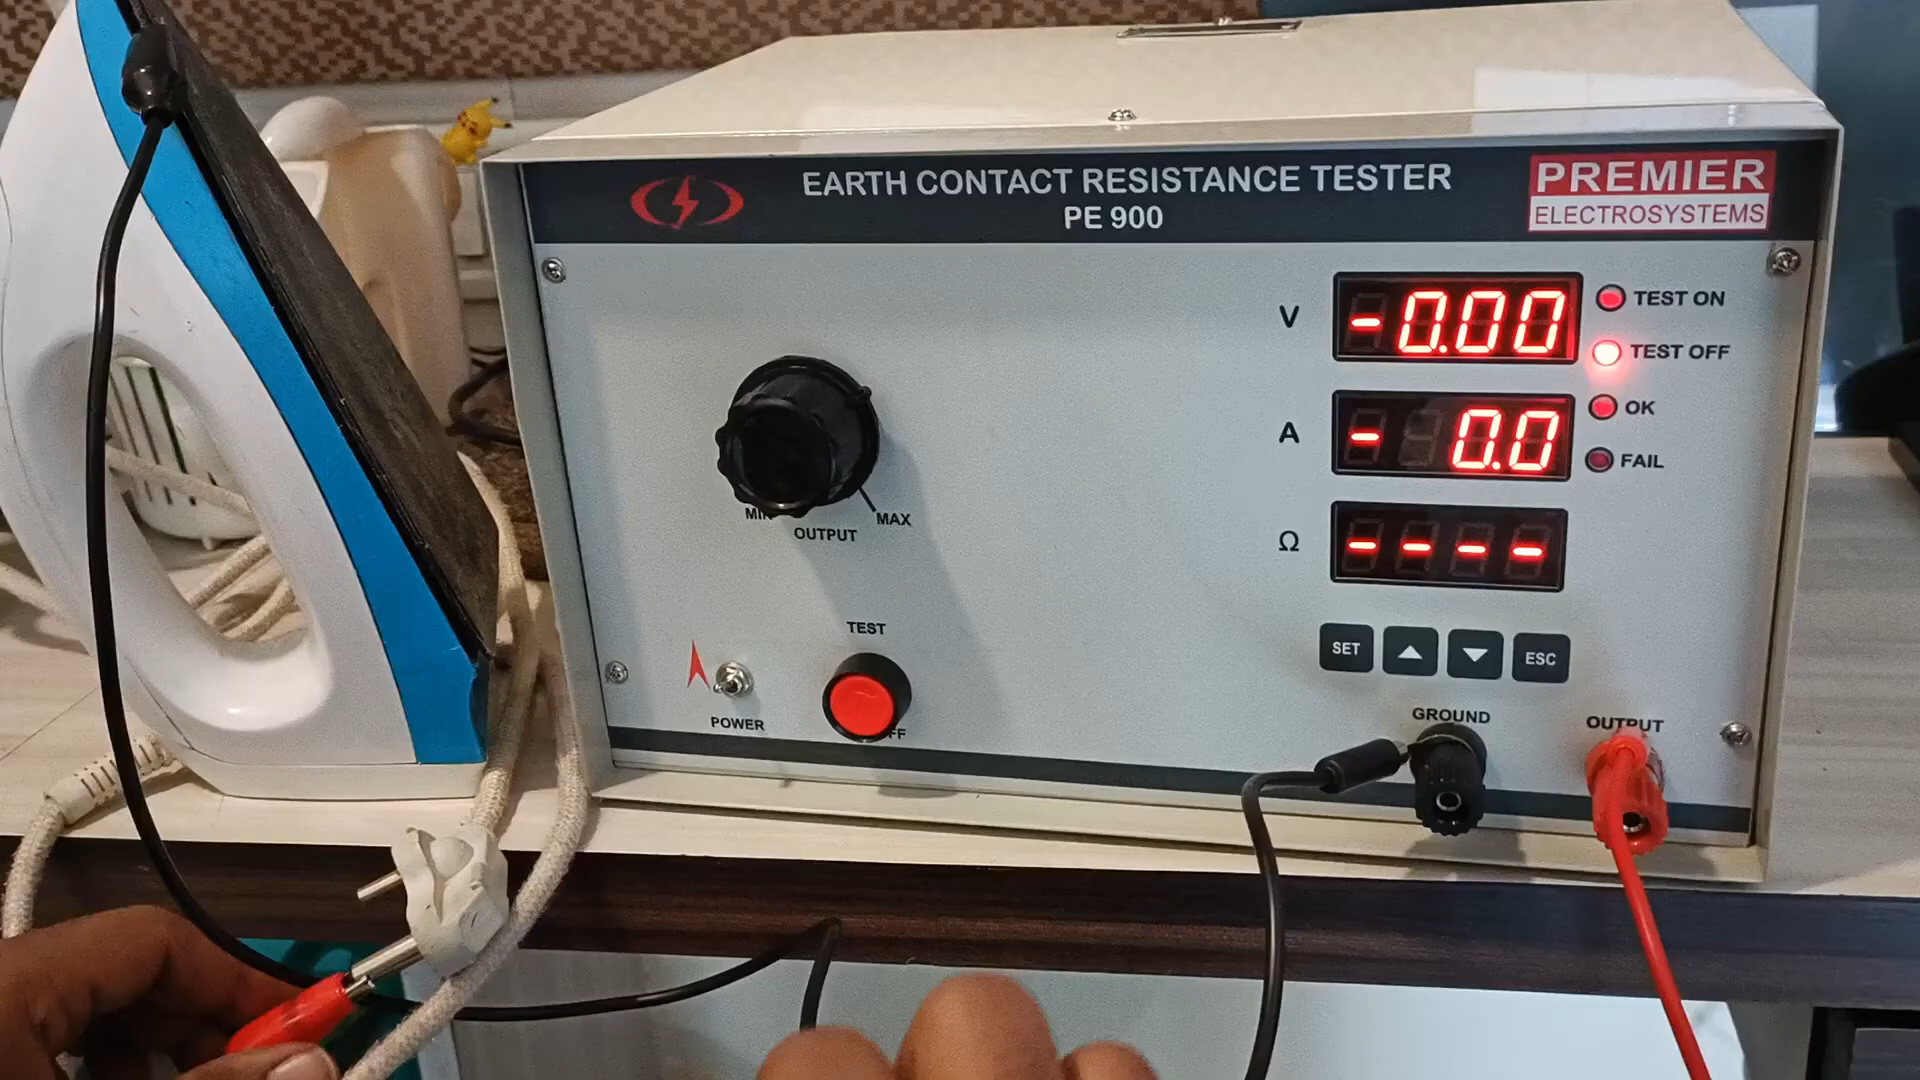 EARTH CONTACT RESISTANCE TESTER
PE 900
PREMIER
ELECTROSYSTEMS
V
-0.00
TEST ON
TEST OFF
A
- 0.0
OK
FAIL
Ω
----
MIN
MAX
OUTPUT
TEST
POWER
SET
ESC
GROUND
OUTPUT